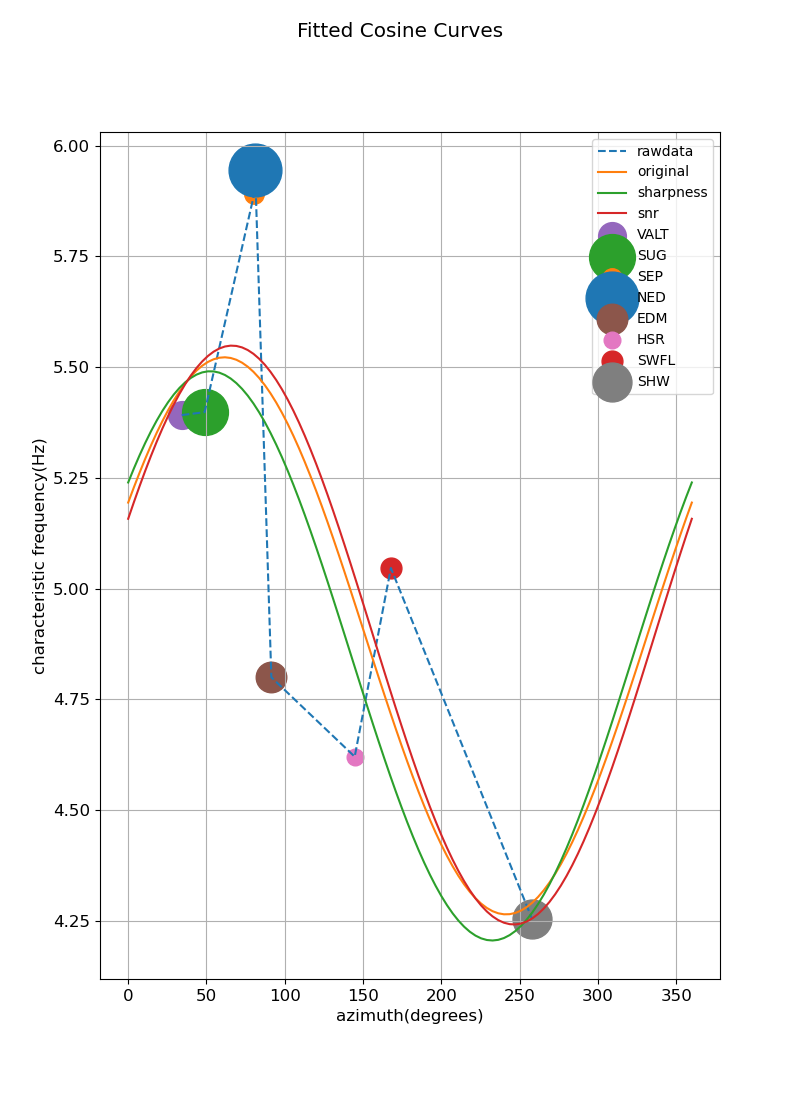 Fitted Cosine Curves
6.00
5.75
5.50
5.25
5.00
4.75
4.50
4.25
characteristic frequency(Hz)
rawdata
original
sharpness
snr
VALT
SUG
SEP
NED
EDM
HSR
SWFL
SHW
0 50 100 150 200 250 300 350
azimuth(degrees)